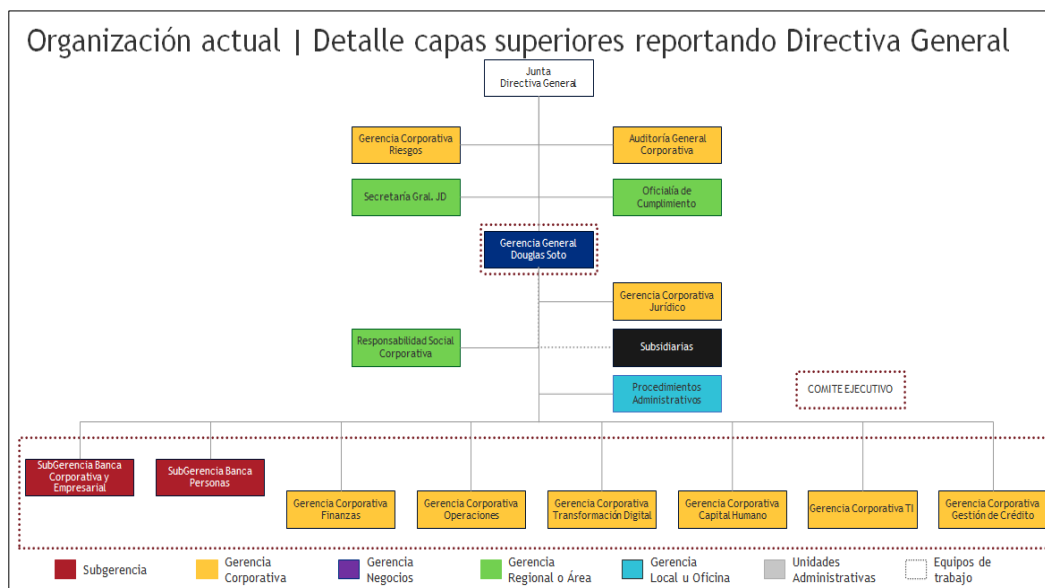 Organización actual | Detalle capas superiores reportando Directiva General
Junta
Directiva General
Gerencia Corporativa
Riesgos
Auditoría General
Corporativa
Secretaría Gral. JD
Oficialía de
Cumplimiento
Gerencia General
Douglas Soto
Gerencia Corporativa
Jurídico
Responsabilidad Social
Corporativa
Subsidiarias
Procedimientos
Administrativos
COMITE EJECUTIVO
SubGerencia Banca
Corporativa y
Empresarial
SubGerencia Banca
Personas
Gerencia Corporativa
Finanzas
Gerencia Corporativa
Operaciones
Gerencia Corporativa
Transformación Digital
Gerencia Corporativa
Capital Humano
Gerencia Corporativa TI
Gerencia Corporativa
Gestión de Crédito
Subgerencia
Gerencia
Corporativa
Gerencia
Negocios
Gerencia
Regional o Área
Gerencia
Local u Oficina
Unidades
Administrativas
Equipos de
trabajo